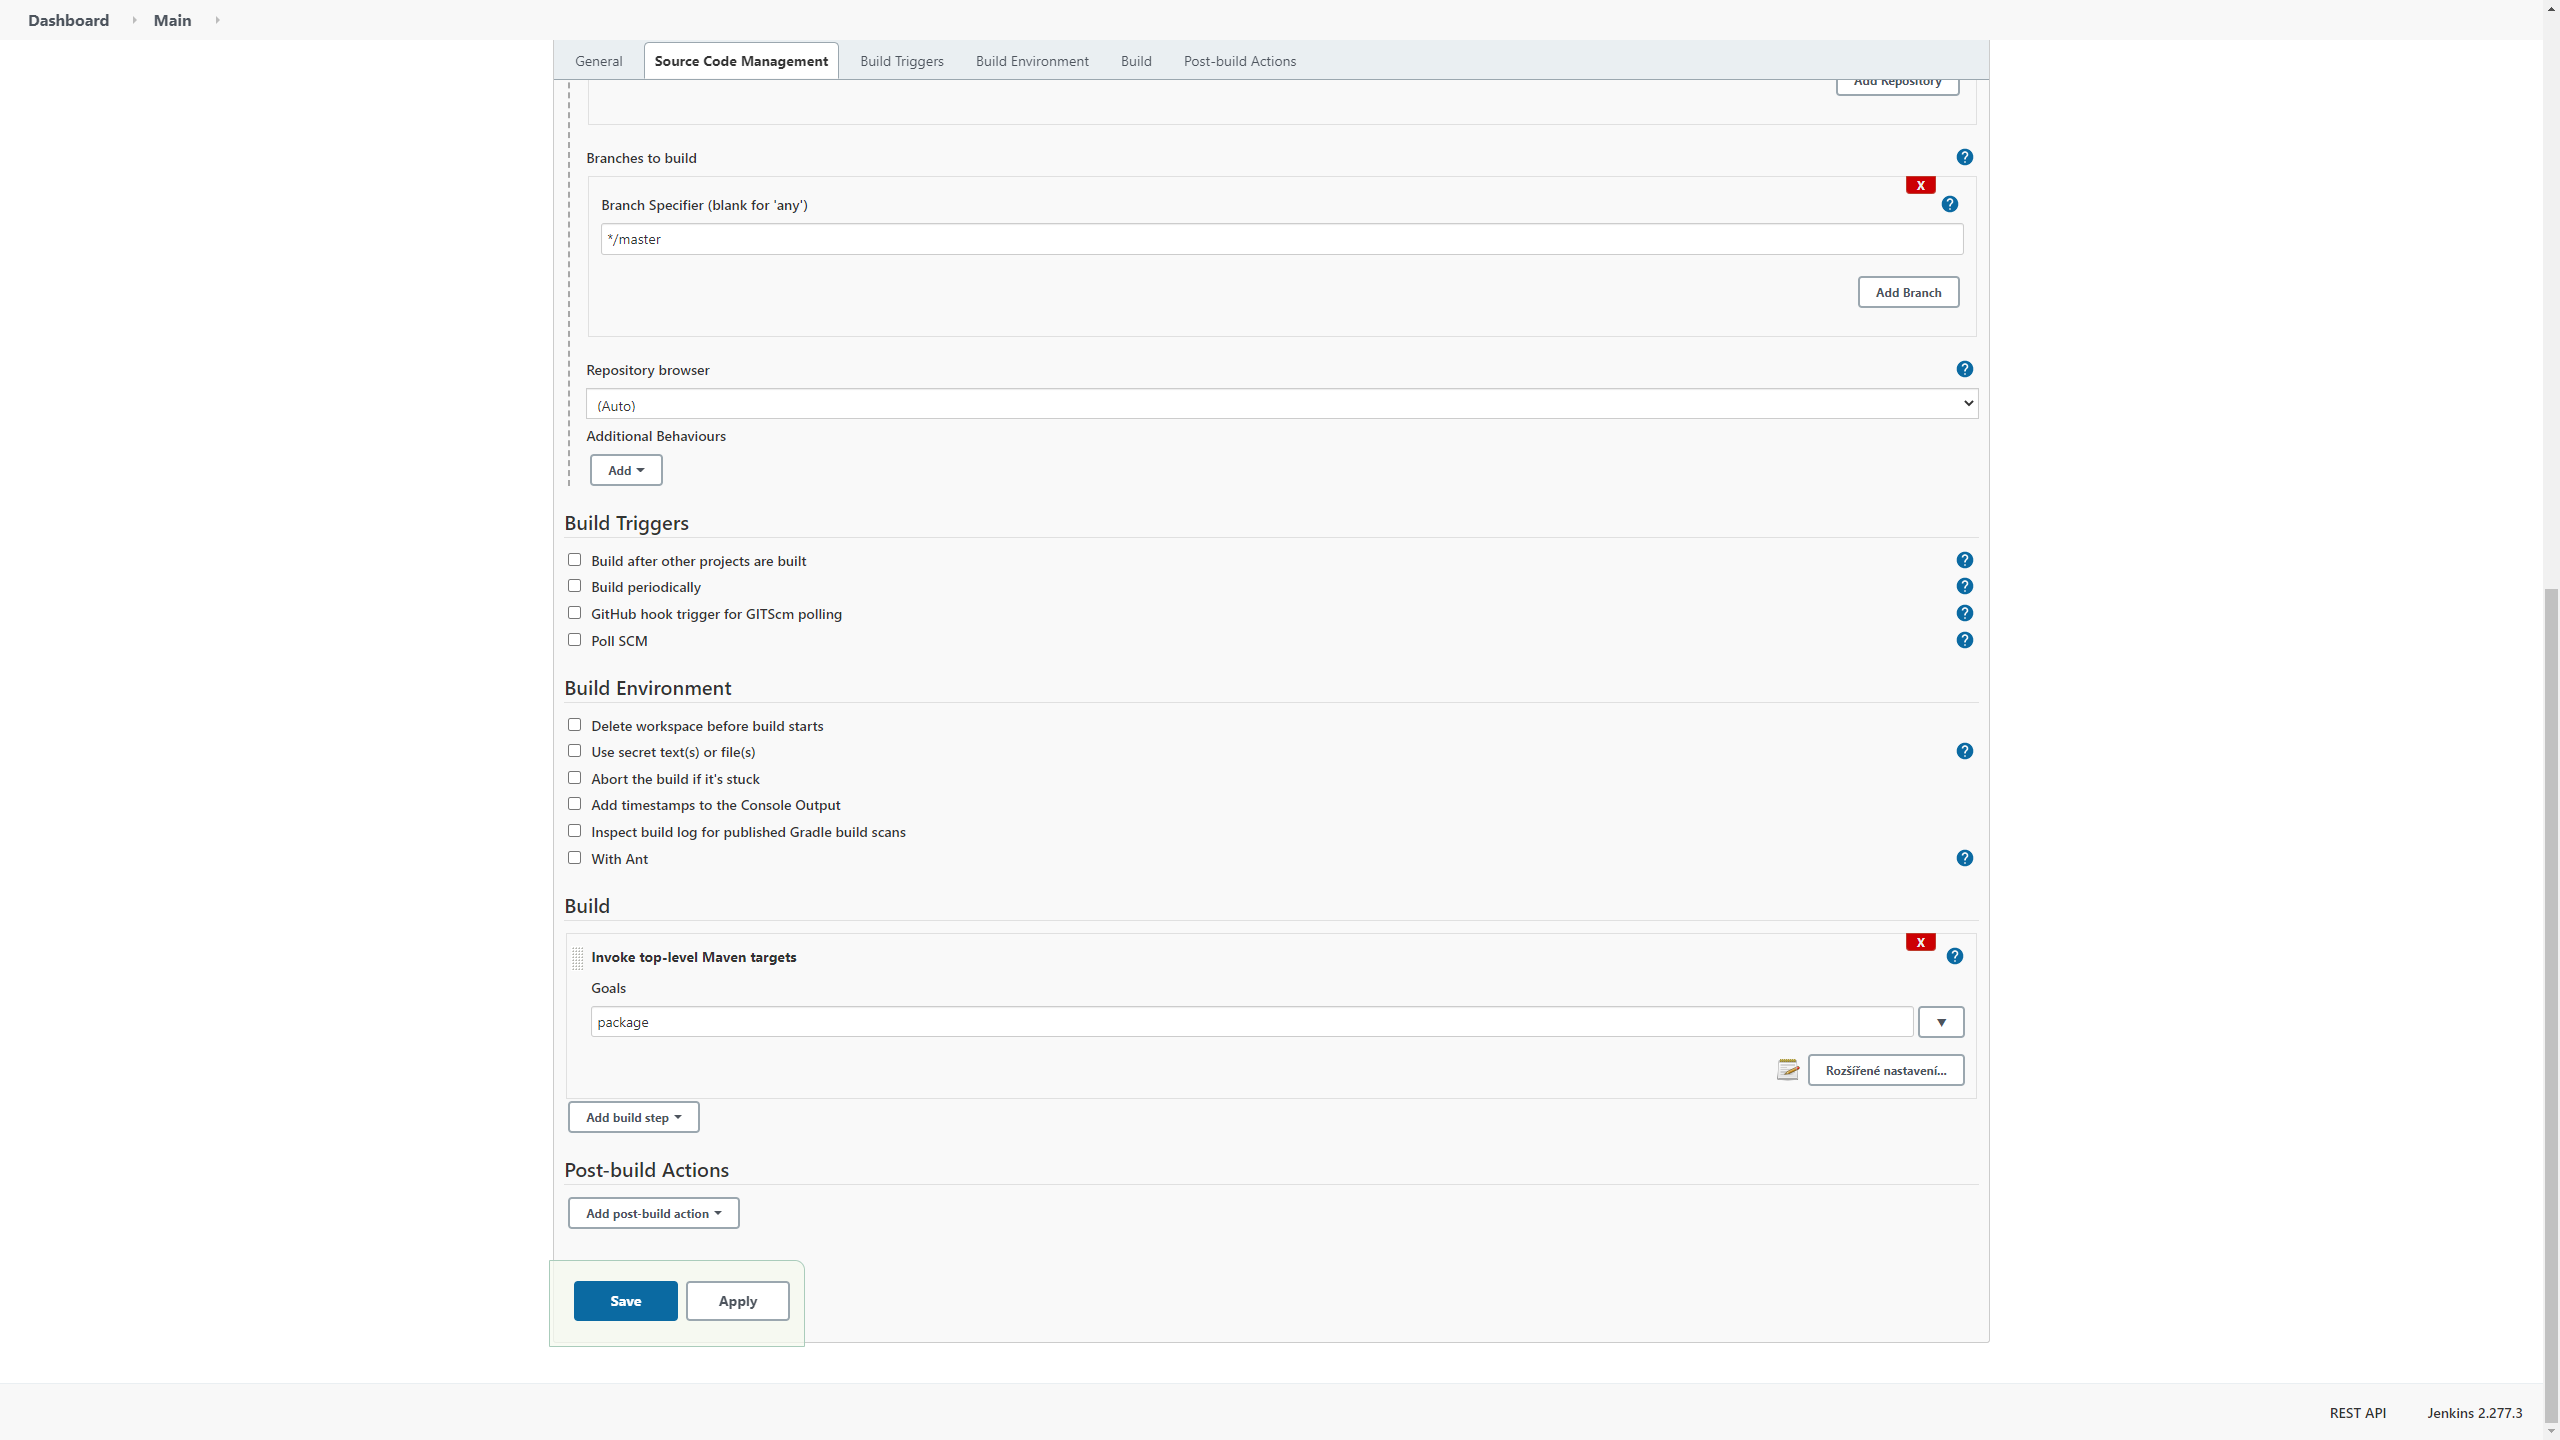 Dashboard
Main
General
Source Code Management
Build Triggers
Build Environment
Build
Post-build Actions
Add Repository
Branches to build
X
Branch Specifier (blank for 'any')
*/master
Add Branch
Repository browser
(Auto)
Additional Behaviours
Add
Build Triggers
Build after other projects are built
Build periodically
GitHub hook trigger for GITScm polling
Poll SCM
Build Environment
Delete workspace before build starts
Use secret text(s) or file(s)
Abort the build if it's stuck
Add timestamps to the Console Output
Inspect build log for published Gradle build scans
With Ant
Build
X
Invoke top-level Maven targets
Goals
package
Rozšířené nastavení...
Add build step
Post-build Actions
Add post-build action
Save
Apply
REST API
Jenkins 2.277.3